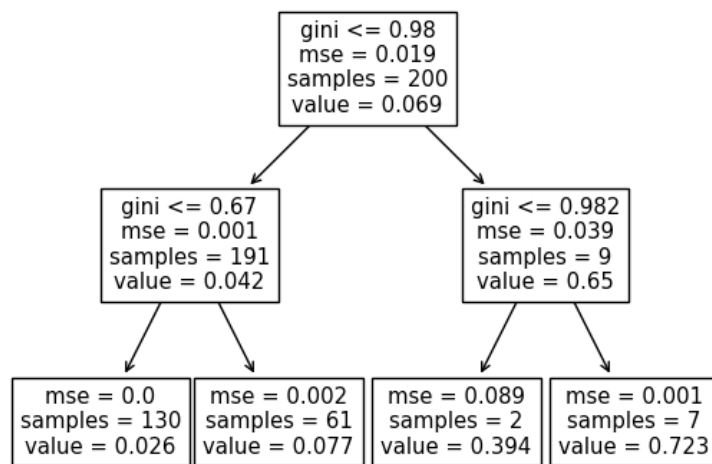 gini <= 0.98
mse = 0.019
samples = 200
value = 0.069
gini <= 0.67
mse = 0.001
samples = 191
value = 0.042
gini <= 0.982
mse = 0.039
samples = 9
value = 0.65
mse = 0.0
samples = 130
value = 0.026
mse = 0.002
samples = 61
value = 0.077
mse = 0.089
samples = 2
value = 0.394
mse = 0.001
samples = 7
value = 0.723